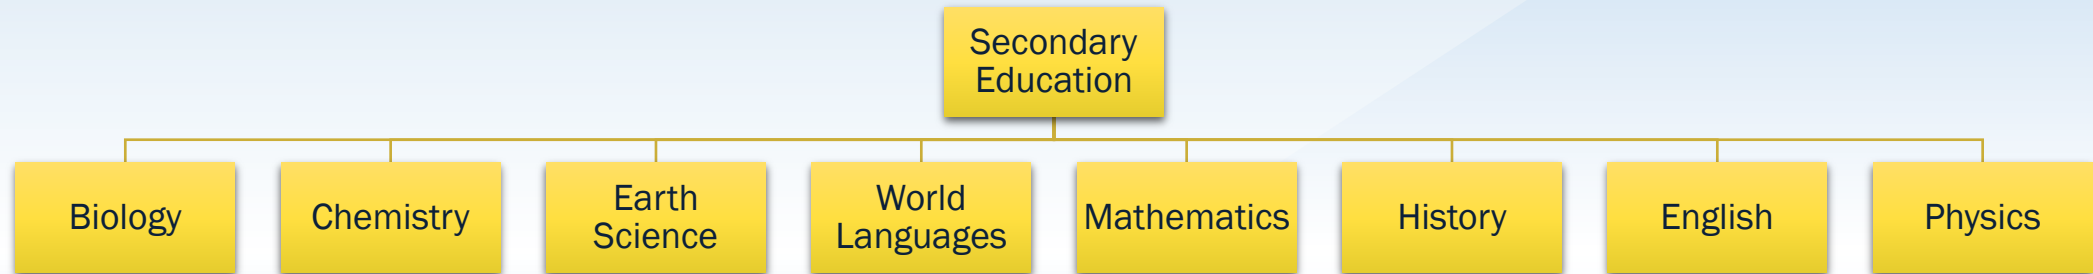 Secondary
Education
Biology
Chemistry
Earth
Science
World
Languages
Mathematics
History
English
Physics